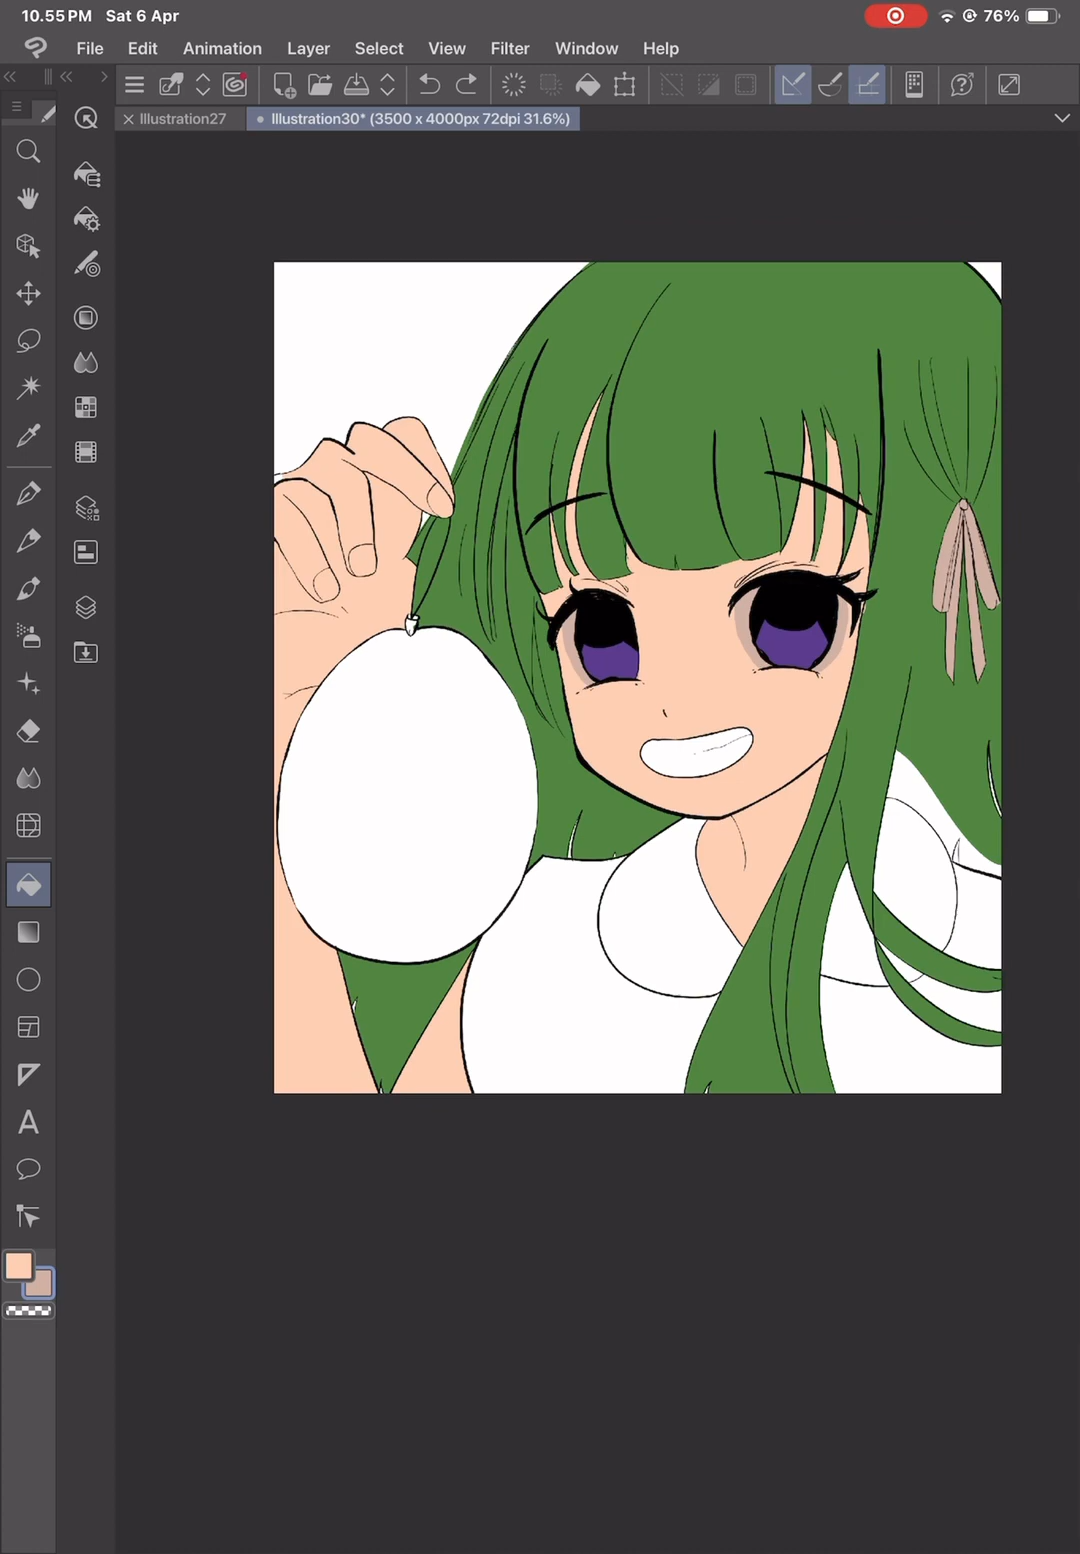 10.55 PM Sat 6 Apr 76%
File Edit Animation Layer Select View Filter Window Help
Illustration27 Illustration30* (3500 x 4000px 72dpi 31.6%)
A